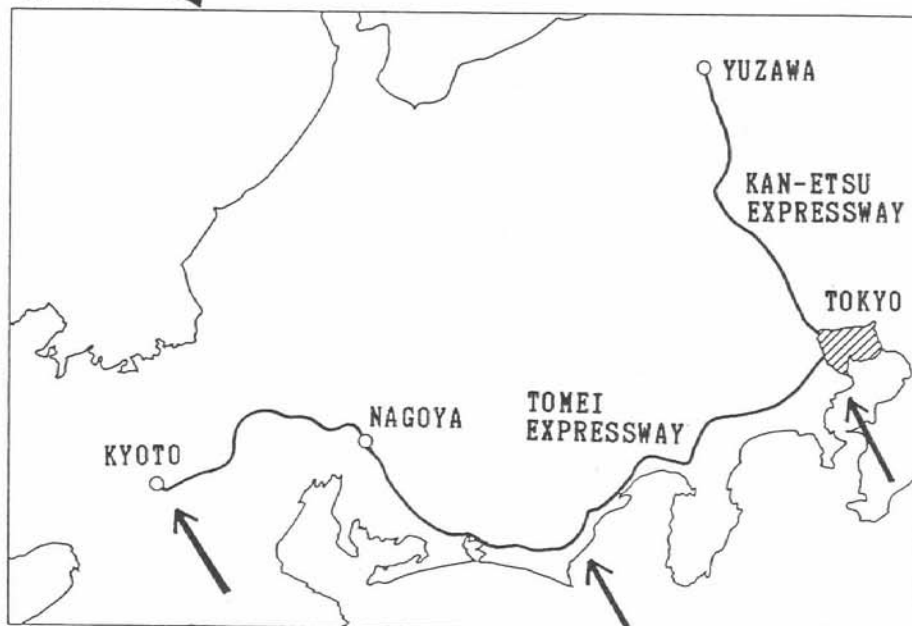 YUZAWA
KAN-ETSU
EXPRESSWAY
TOKYO
TOMEI
EXPRESSWAY
NAGOYA
KYOTO